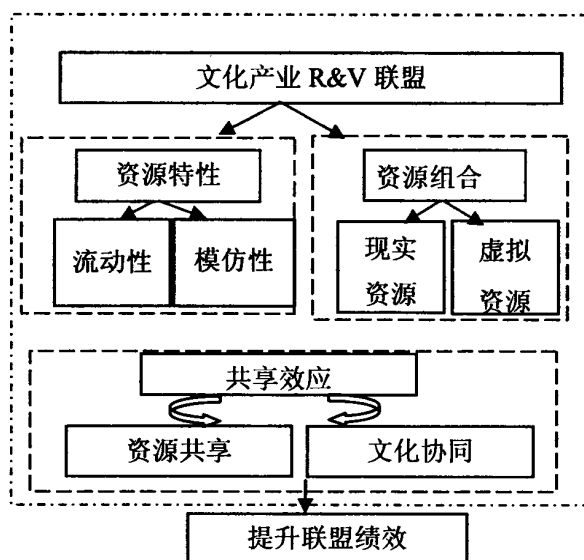 文化产业 R&V 联盟
资源特性
资源组合
流动性
模仿性
现实
资源
虚拟
资源
共享效应
资源共享
文化协同
提升联盟绩效